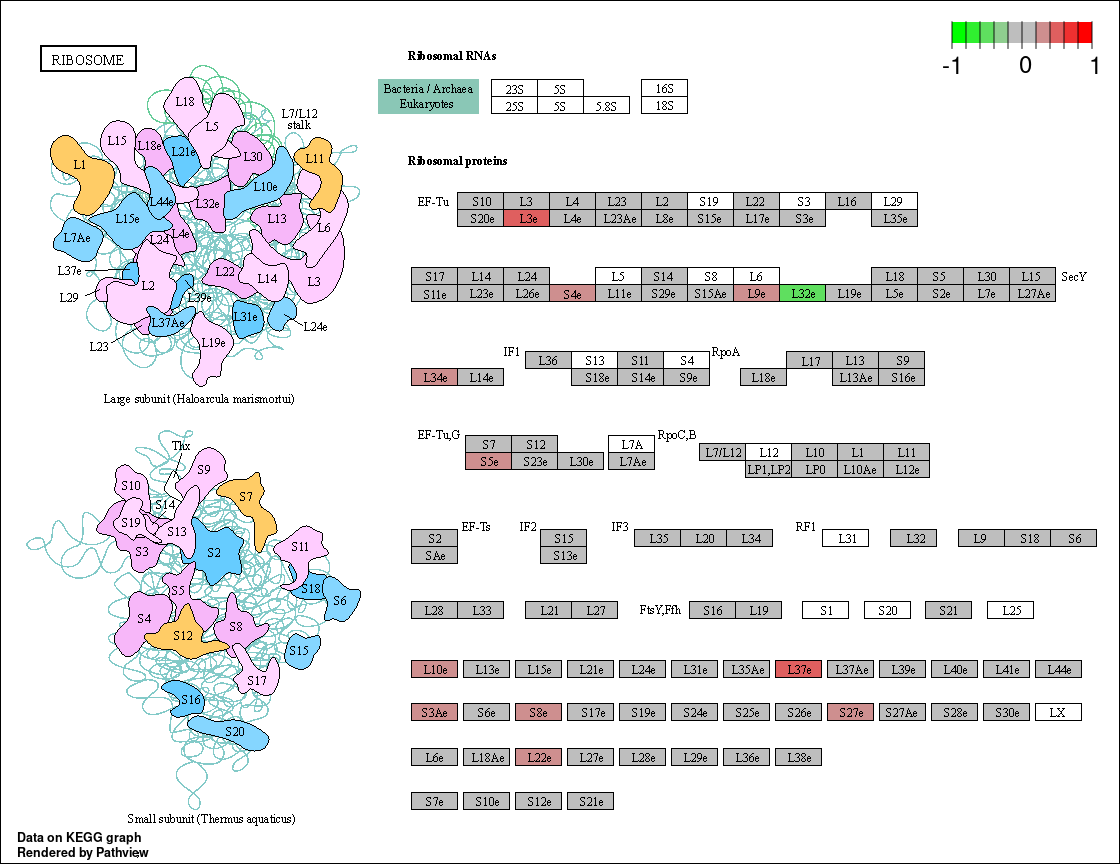 RIBOSOME
Ribosomal RNAs
-1 0 1
Bacteria / Archaea 23S 5S 16S
Eukaryotes 25S 5S 5.8S 18S
Ribosomal proteins
EF-Tu S10 L3 L4 L23 L2 S19 L22 S3 L16 L29
S20e L3e L4e L23Ae L8e S15e L17e S3e L35e
S17 L14 L24 L5 S14 S8 L6 L18 S5 L30 L15 SecY
S11e L23e L26e S4e L11e S29e S15Ae L9e L32e L19e L5e S2e L7e L27Ae
IF1 L36 S13 S11 S4 RpoA L17 L13 S9
L34e L14e S18e S14e S9e L18e L13Ae S16e
EF-Tu,G S7 S12 L7A RpoC,B L7/L12 L12 L10 L1 L11
S5e S23e L30e L7Ae LP1,LP2 LP0 L10Ae L12e
S2 EF-Ts IF2 S15 IF3 L35 L20 L34 RF1 L31 L32 L9 S18 S6
SAe S13e
L28 L33 L21 L27 FtsY,Ffh S16 L19 S1 S20 S21 L25
L10e L13e L15e L21e L24e L31e L35Ae L37e L37Ae L39e L40e L41e L44e
S3Ae S6e S8e S17e S19e S24e S25e S26e S27e S27Ae S28e S30e LX
L6e L18Ae L22e L27e L28e L29e L36e L38e
S7e S10e S12e S21e
L18
L5
L7/L12
stalk
L15
L18e
L21e
L30
L11
L1
L10e
L44e
L32e
L15e
L13
L6
L7Ae
L24
L4e
L37e
L22
L14
L3
L2
L29
L39e
L37Ae
L31e
L24e
L23
L19e
Large subunit (Haloarcula marismortui)
Thx
S9
S10
S7
S14
S19
S13
S3
S2
S11
S5
S18
S6
S4
S12
S8
S15
S17
S16
S20
Small subunit (Thermus aquaticus)
Data on KEGG graph
Rendered by Pathview